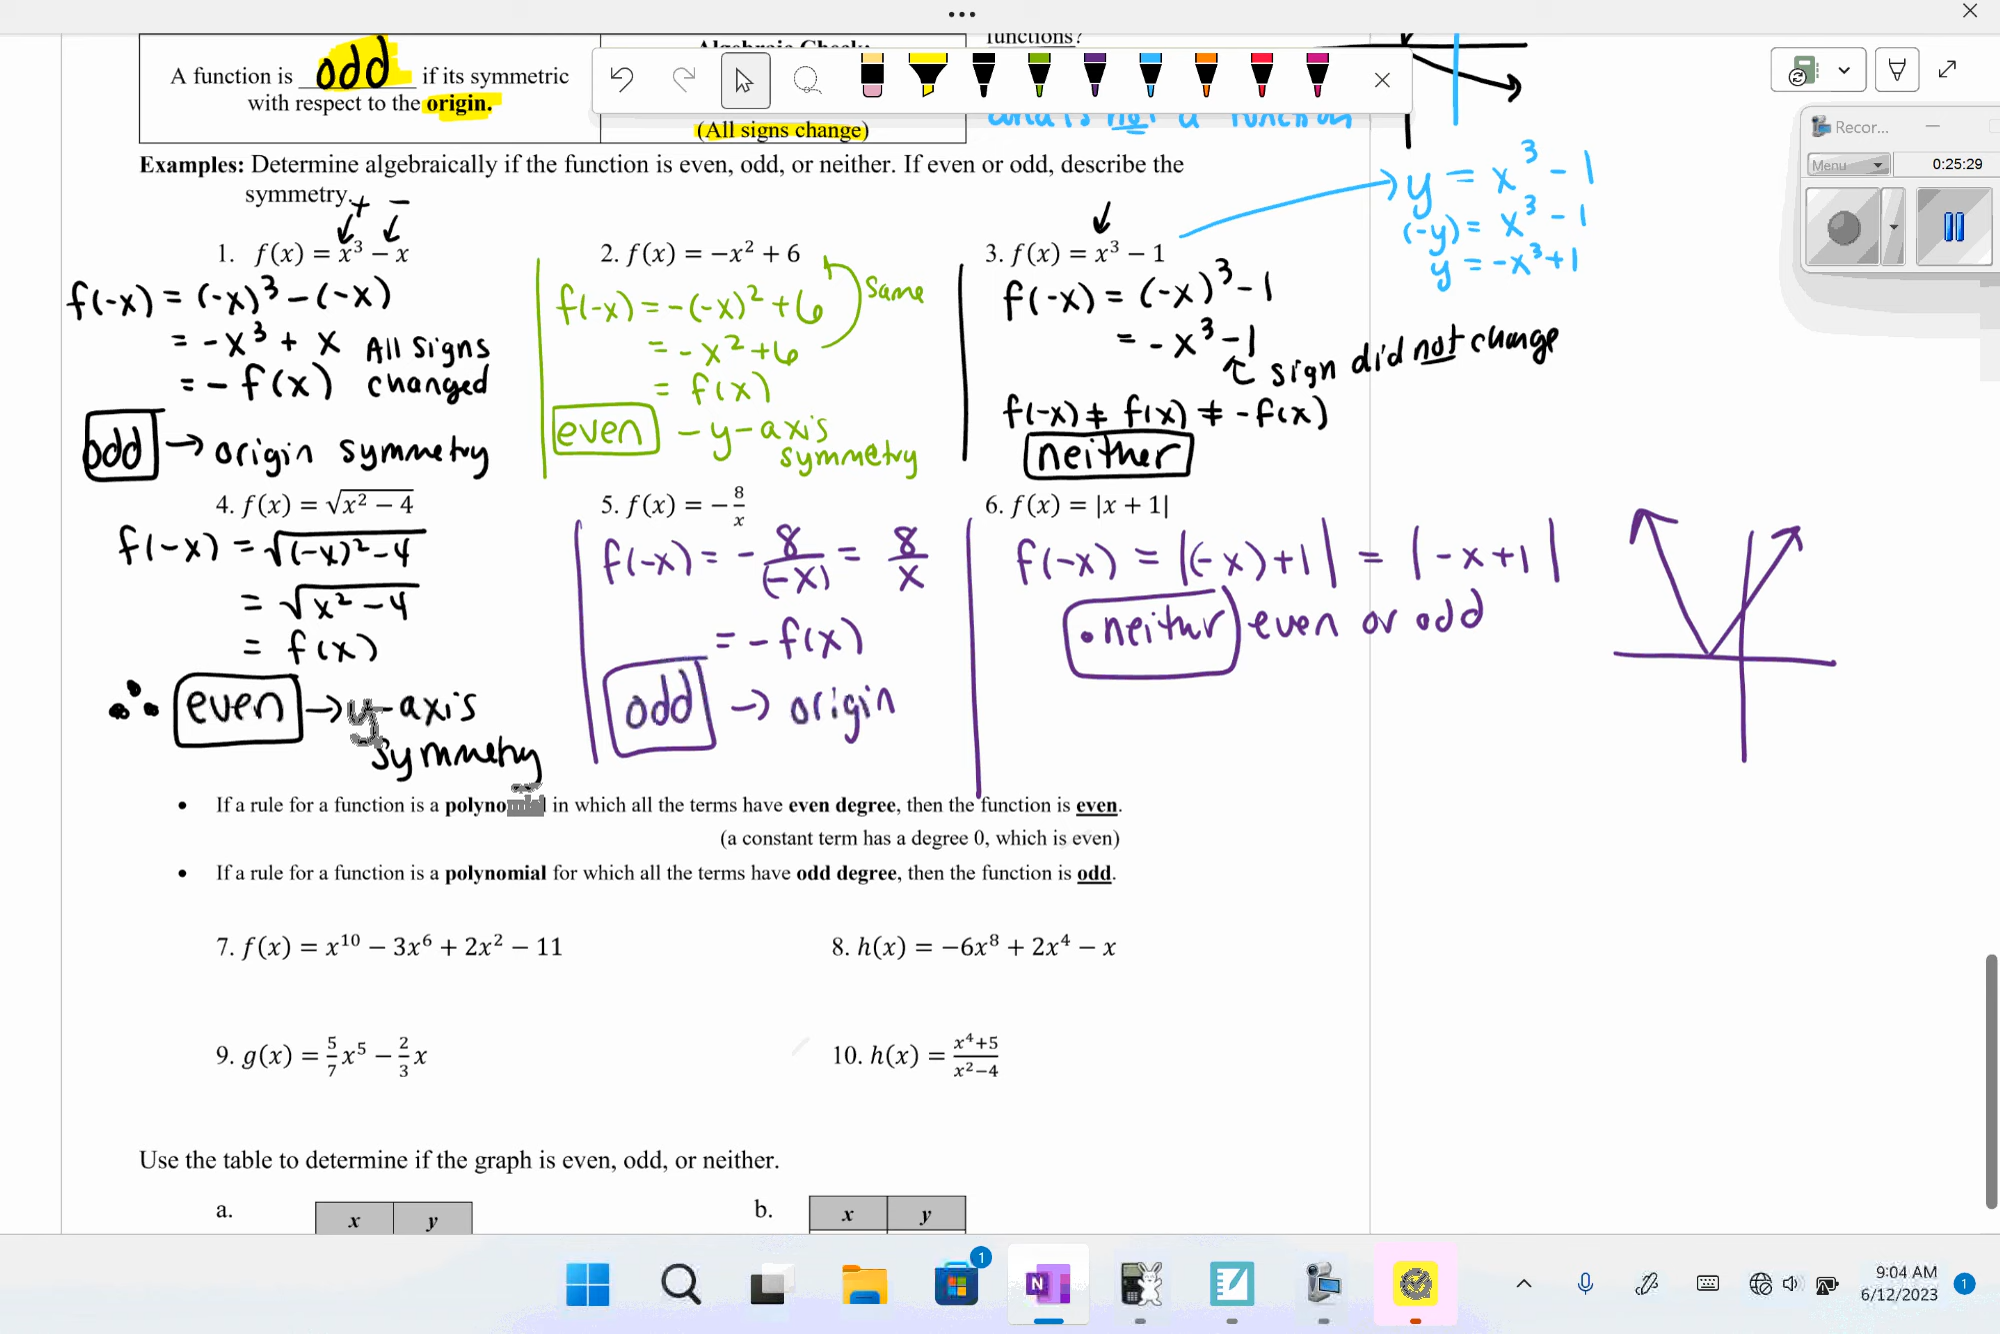 functions?
A function is odd if its symmetric
with respect to the origin.
(All signs change)
and is not a function
Recor...
Menu
0:25:29
Examples: Determine algebraically if the function is even, odd, or neither. If even or odd, describe the
symmetry.
+ −
1. f(x) = x³ − x
f(-x) = (-x)³ - (-x)
= -x³ + x All signs
= - f(x) changed
odd → origin symmetry
2. f(x) = −x² + 6
f(-x) = -(-x)² + 6 same
= -x² + 6
= f(x)
even - y-axis
symmetry
3. f(x) = x³ − 1
f(-x) = (-x)³ - 1
= -x³ - 1
sign did not change
f(-x) ≠ f(x) ≠ -f(x)
neither
y = x³ - 1
(-y) = x³ - 1
y = -x³ + 1
4. f(x) = √(x² − 4)
f(-x) = √((-x)² - 4)
= √(x² - 4)
= f(x)
∴ even → y-axis
symmetry
5. f(x) = −8/x
f(-x) = - 8/(-x) = 8/x
= - f(x)
odd → origin
6. f(x) = |x + 1|
f(-x) = |(-x)+1| = |-x+1|
• neither even or odd
• If a rule for a function is a polynomial in which all the terms have even degree, then the function is even.
(a constant term has a degree 0, which is even)
• If a rule for a function is a polynomial for which all the terms have odd degree, then the function is odd.
7. f(x) = x¹⁰ − 3x⁶ + 2x² − 11
8. h(x) = −6x⁸ + 2x⁴ − x
9. g(x) = 5/7 x⁵ − 2/3 x
10. h(x) = (x⁴+5)/(x²−4)
Use the table to determine if the graph is even, odd, or neither.
a.
x y
b.
x y
1
N
9:04 AM
6/12/2023
1